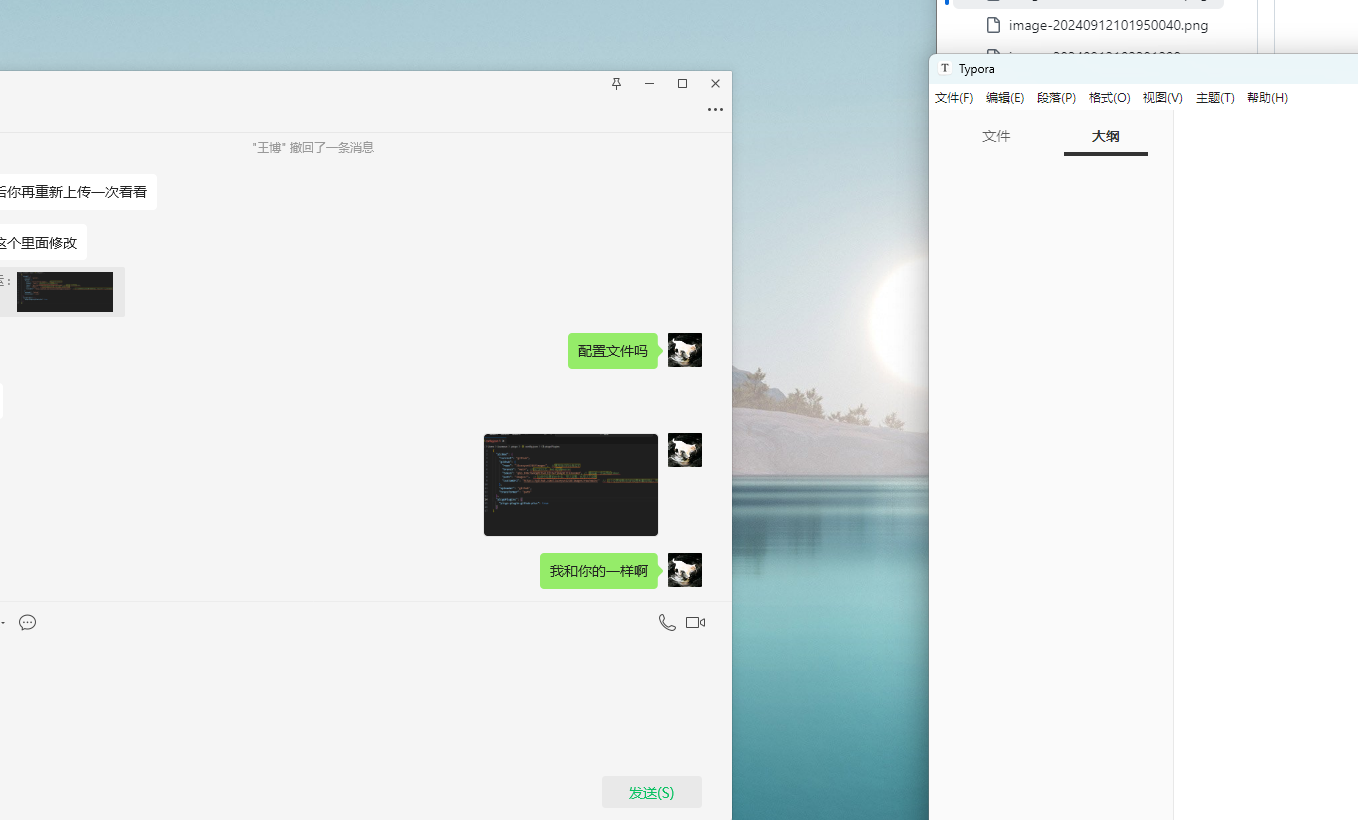 image-20240912101950040.png
Typora
文件(F) 编辑(E) 段落(P) 格式(O) 视图(V) 主题(T) 帮助(H)
文件 大纲
"王博" 撤回了一条消息
后你再重新上传一次看看
这个里面修改
配置文件吗
我和你的一样啊
发送(S)